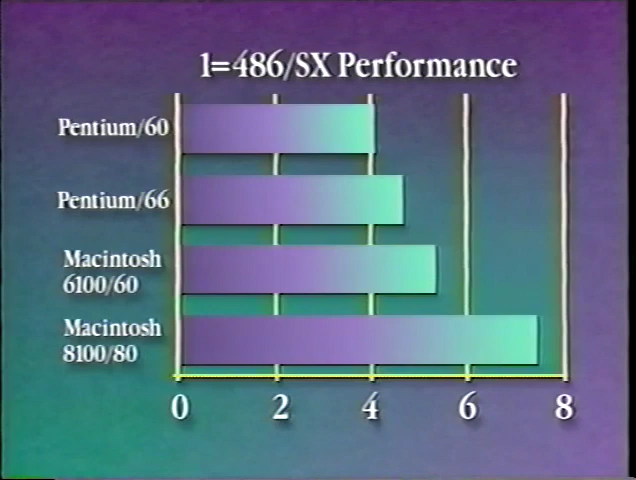 1=486/SX Performance
Pentium/60
Pentium/66
Macintosh
6100/60
Macintosh
8100/80
0 2 4 6 8